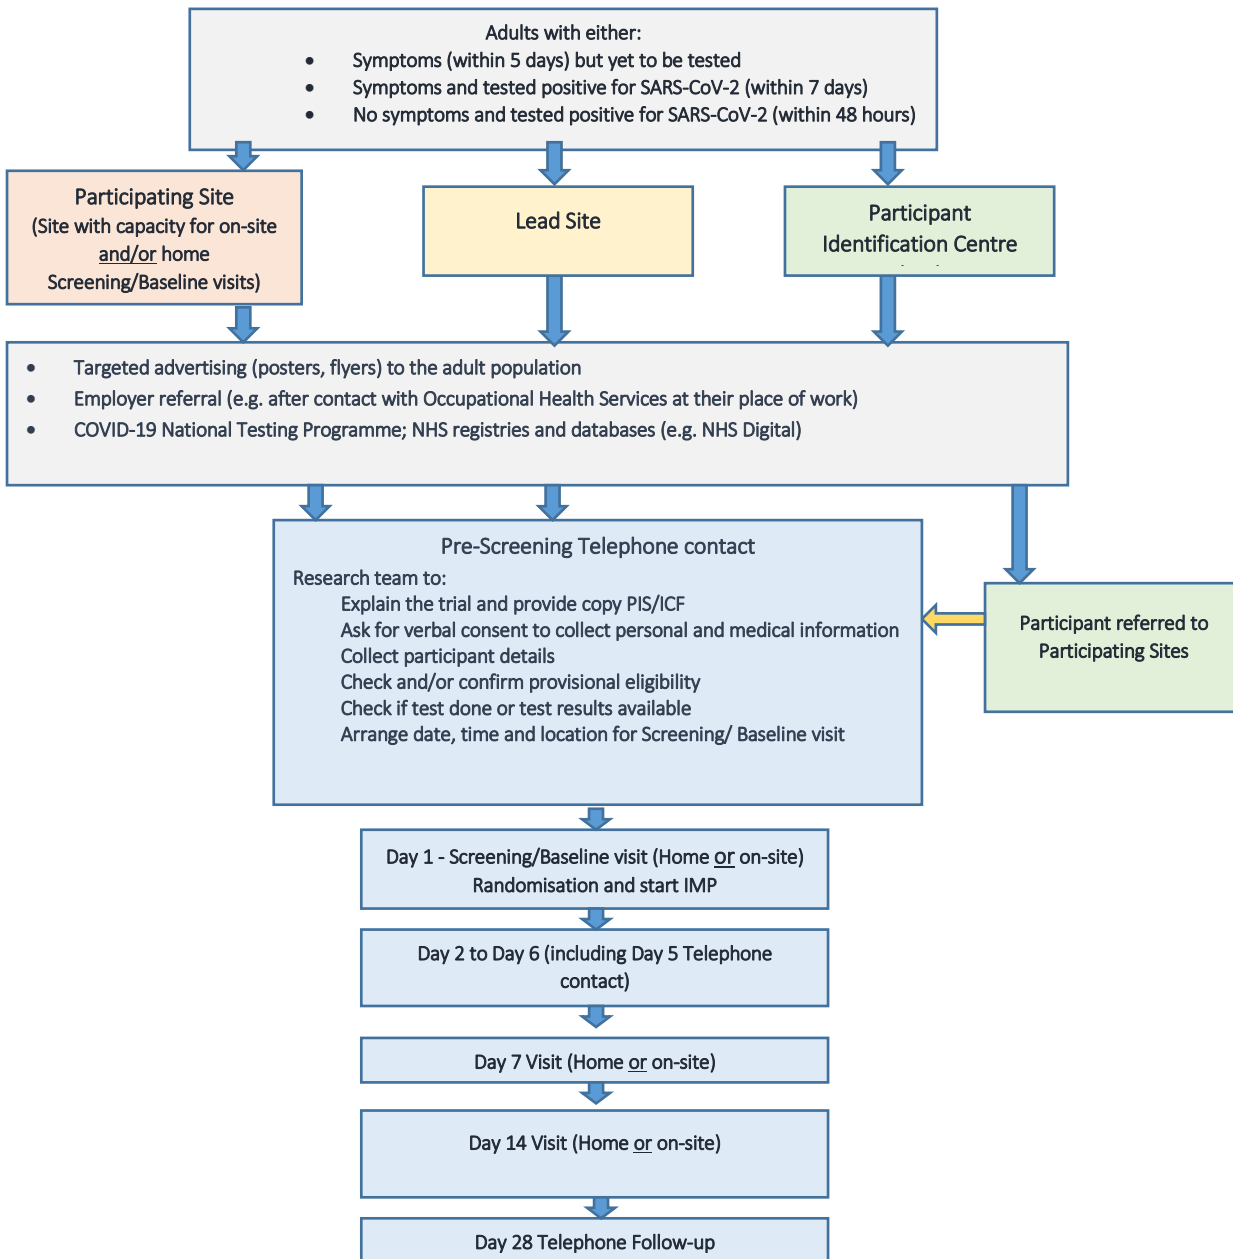 Adults with either:
• Symptoms (within 5 days) but yet to be tested
• Symptoms and tested positive for SARS-CoV-2 (within 7 days)
• No symptoms and tested positive for SARS-CoV-2 (within 48 hours)
Participating Site
(Site with capacity for on-site
and/or home
Screening/Baseline visits)
Lead Site
Participant
Identification Centre
• Targeted advertising (posters, flyers) to the adult population
• Employer referral (e.g. after contact with Occupational Health Services at their place of work)
• COVID-19 National Testing Programme; NHS registries and databases (e.g. NHS Digital)
Pre-Screening Telephone contact
Research team to:
Explain the trial and provide copy PIS/ICF
Ask for verbal consent to collect personal and medical information
Collect participant details
Check and/or confirm provisional eligibility
Check if test done or test results available
Arrange date, time and location for Screening/ Baseline visit
Participant referred to
Participating Sites
Day 1 - Screening/Baseline visit (Home or on-site)
Randomisation and start IMP
Day 2 to Day 6 (including Day 5 Telephone
contact)
Day 7 Visit (Home or on-site)
Day 14 Visit (Home or on-site)
Day 28 Telephone Follow-up